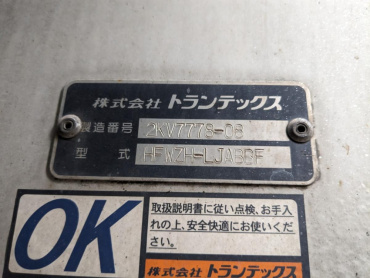 株式会社 トランテックス
製造番号 2KV7778-08
型式 HFW2H-LJABSF
OK
取扱説明書に従い点検、お手入
れの上、安全快適にお使いくだ
さい。
株式会社 トランテックス